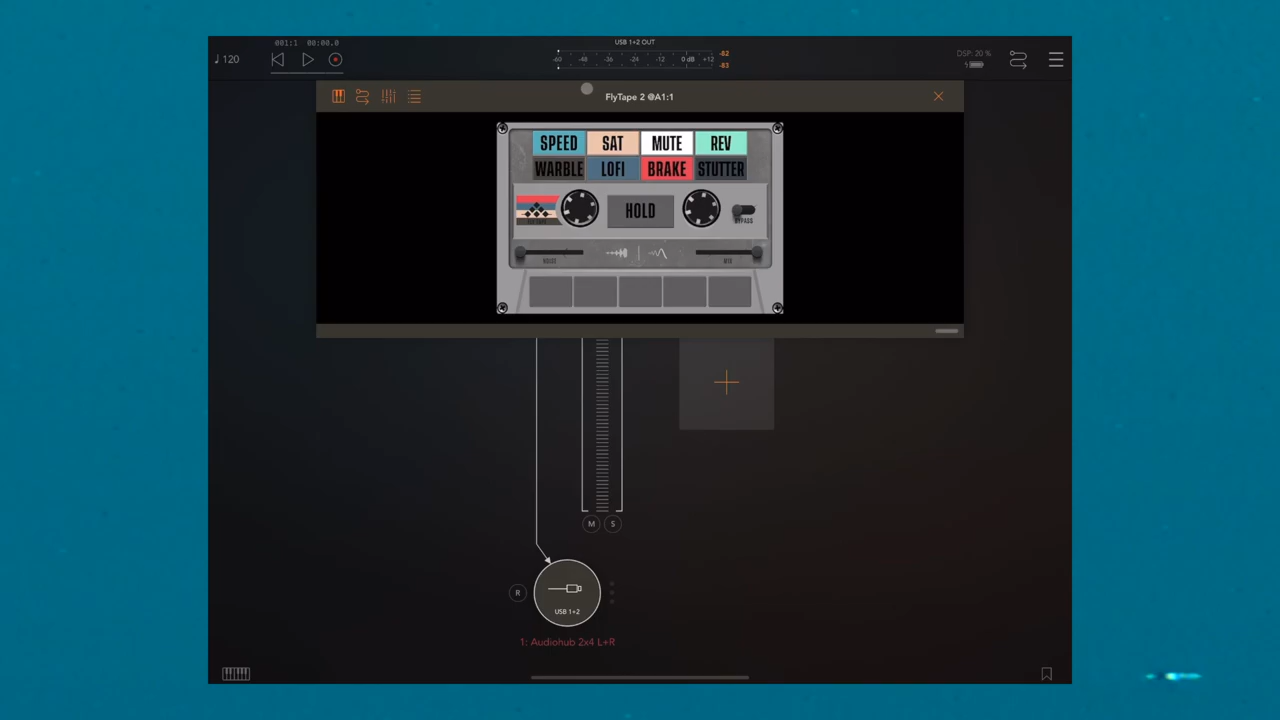 USB 1+2 OUT
001:1 00:00.0
♩ 120
-60 -48 -36 -24 -12 0 dB +12
-82
-83
DSP: 20 %
FlyTape 2 @A1:1
SPEED SAT MUTE REV
WARBLE LOFI BRAKE STUTTER
HOLD
BYPASS
NOISE
MIX
M S
R
USB 1+2
1: Audiohub 2x4 L+R